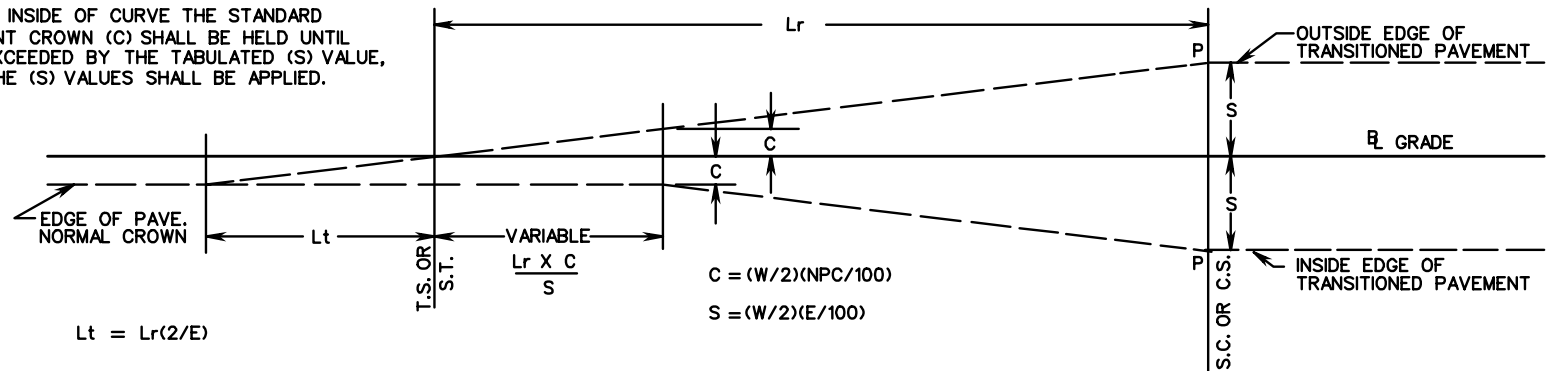 INSIDE OF CURVE THE STANDARD
NT CROWN (C) SHALL BE HELD UNTIL
XCEEDED BY THE TABULATED (S) VALUE,
HE (S) VALUES SHALL BE APPLIED.
Lr
P
OUTSIDE EDGE OF
TRANSITIONED PAVEMENT
S
C
C
BL GRADE
S
EDGE OF PAVE.
NORMAL CROWN
Lt
VARIABLE
Lr X C
S
T.S. OR
S.T.
C = (W/2)(NPC/100)
S = (W/2)(E/100)
P
S.C. OR C.S.
INSIDE EDGE OF
TRANSITIONED PAVEMENT
Lt = Lr(2/E)